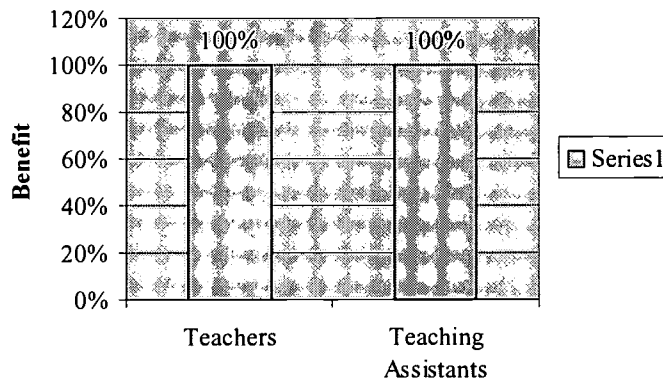 120%
100%
80%
60%
40%
20%
0%
Benefit
100%
100%
Teachers
Teaching
Assistants
Series1